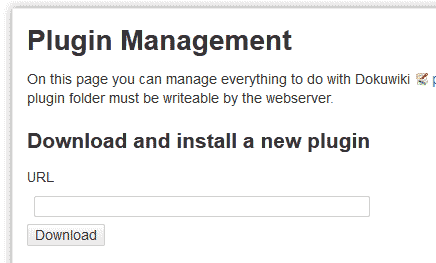 Plugin Management
On this page you can manage everything to do with Dokuwiki
plugin folder must be writeable by the webserver.
Download and install a new plugin
URL
Download